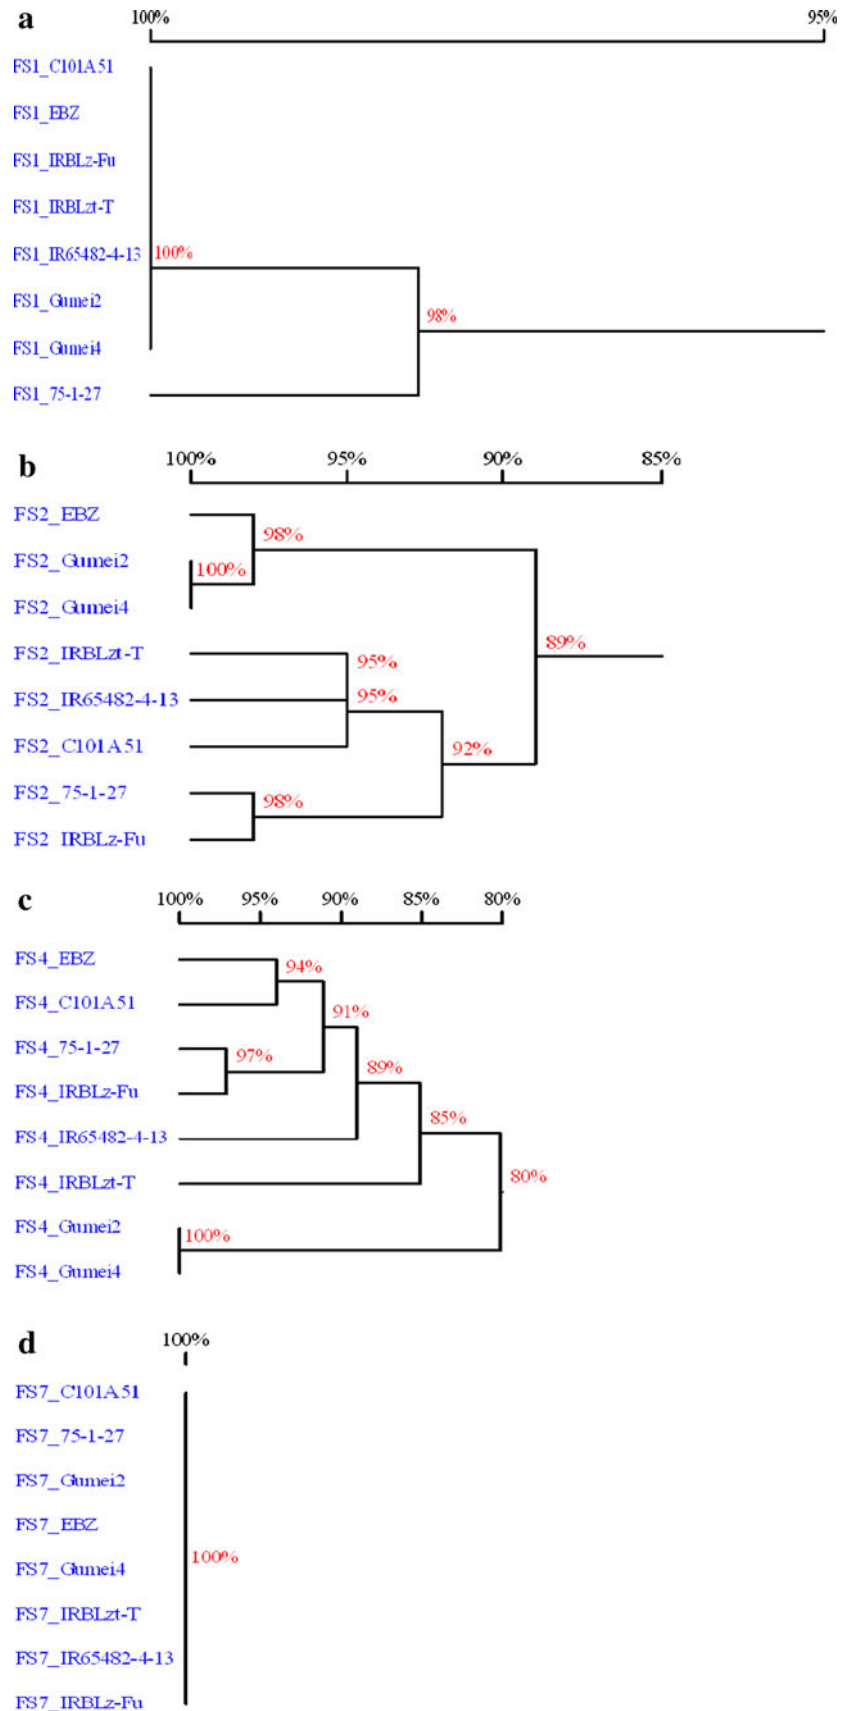 a
100% 95%
FS1_C101A51
FS1_EBZ
FS1_IRBLz-Fu
FS1_IRBLzt-T
FS1_IR65482-4-13 100%
FS1_Gumei2
98%
FS1_Gumei4
FS1_75-1-27
b
100% 95% 90% 85%
FS2_EBZ
98%
FS2_Gumei2
100%
FS2_Gumei4
89%
FS2_IRBLzt-T
95%
FS2_IR65482-4-13 95%
FS2_C101A51 92%
FS2_75-1-27
98%
FS2 IRBLz-Fu
c
100% 95% 90% 85% 80%
FS4_EBZ
94%
FS4_C101A51
91%
FS4_75-1-27
97%
89%
FS4_IRBLz-Fu
85%
FS4_IR65482-4-13
80%
FS4_IRBLzt-T
FS4_Gumei2
100%
FS4_Gumei4
d
100%
FS7_C101A51
FS7_75-1-27
FS7_Gumei2
FS7_EBZ
100%
FS7_Gumei4
FS7_IRBLzt-T
FS7_IR65482-4-13
FS7_IRBLz-Fu